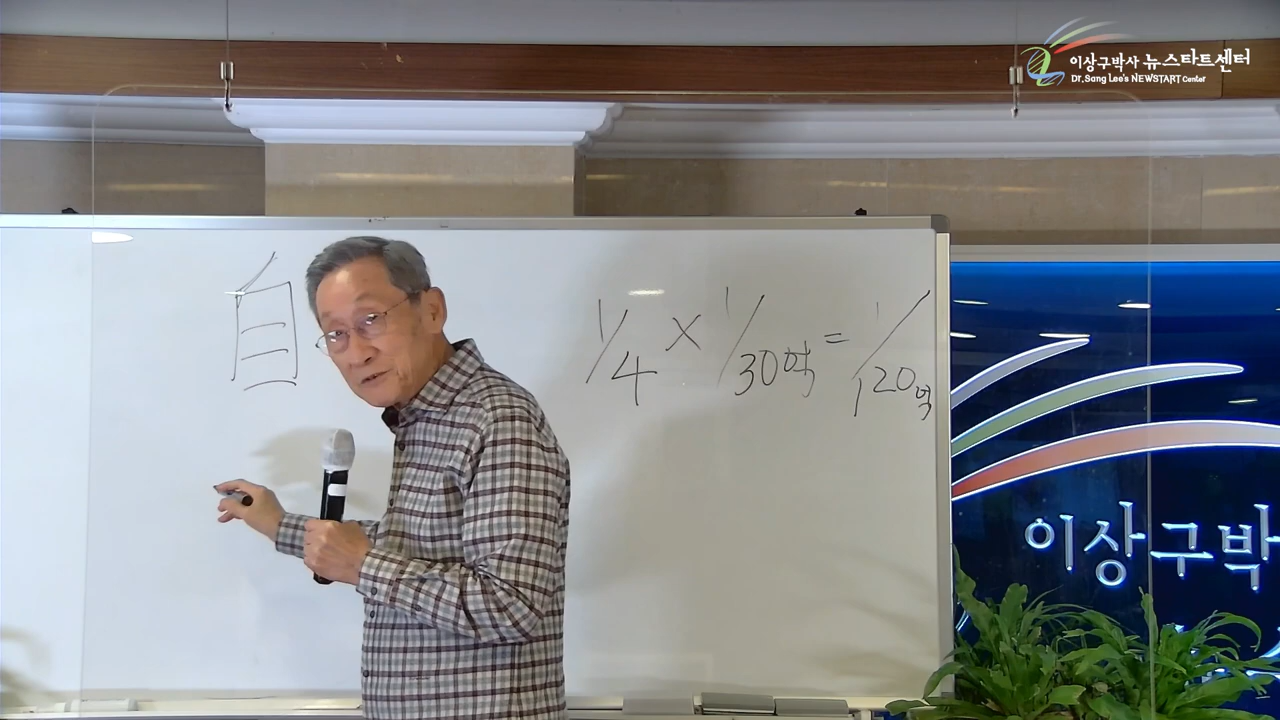 이상구박사 뉴스타트센터
Dr. Sang Lee's NEWSTART Center
自
1/4 × 1/30억 = 1/120억
이상구박